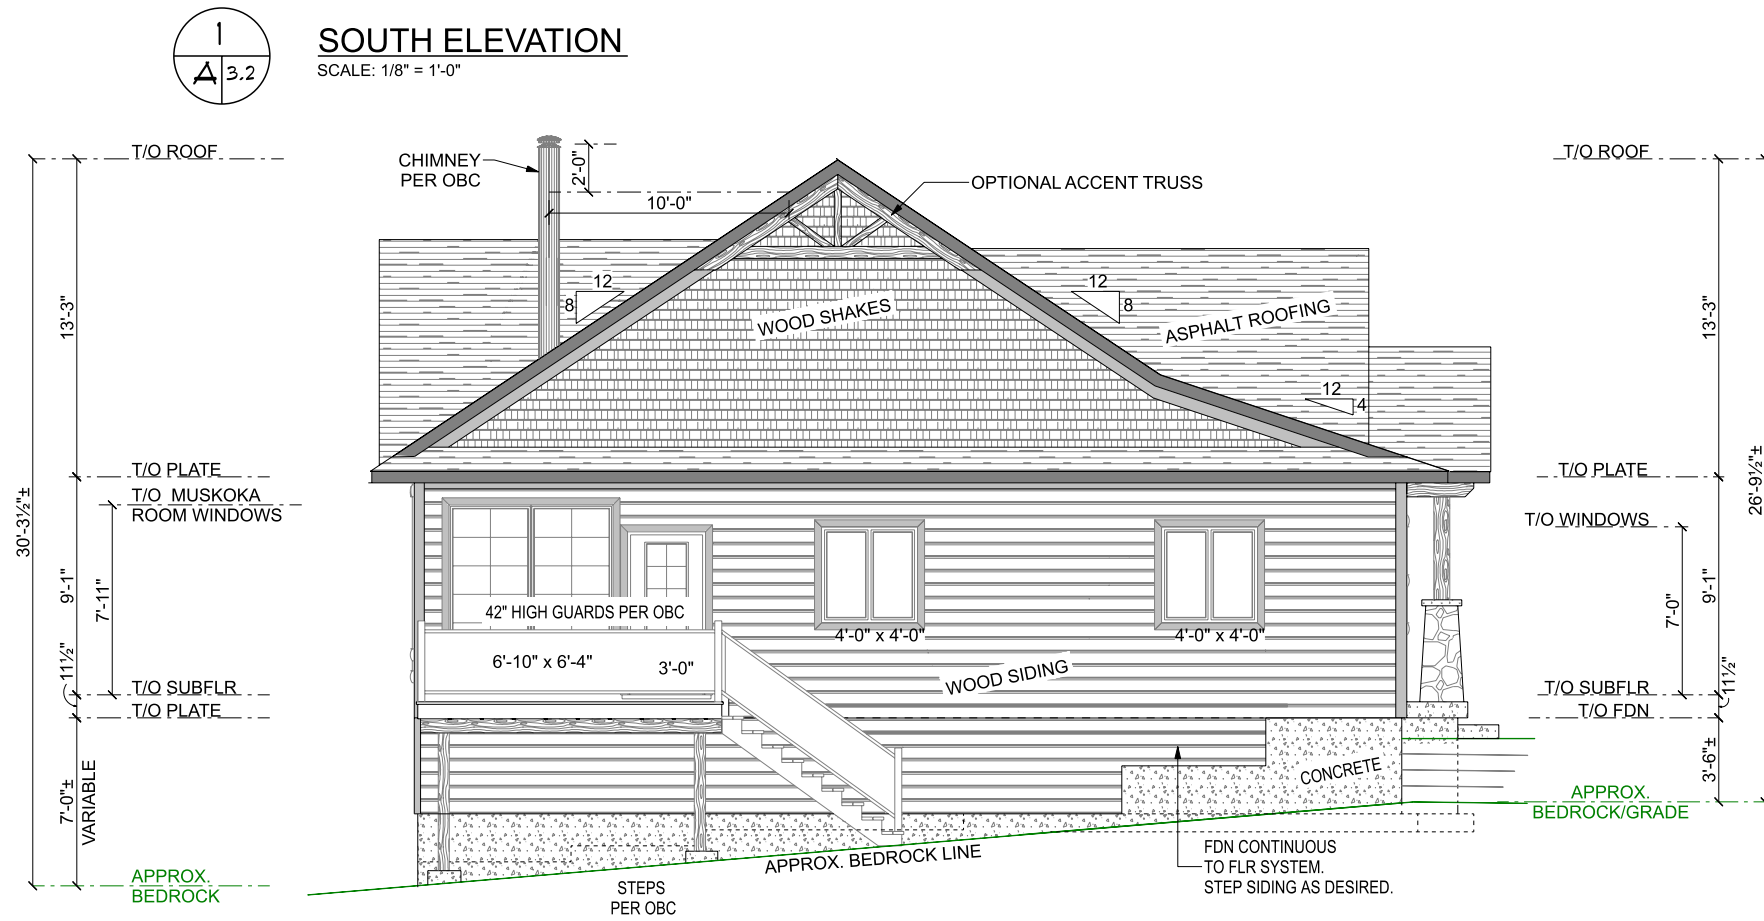 1
A 3.2
SOUTH ELEVATION
SCALE: 1/8" = 1'-0"
T/O ROOF
CHIMNEY
PER OBC
2'-0"
10'-0"
OPTIONAL ACCENT TRUSS
T/O ROOF
12
8
12
8
WOOD SHAKES
ASPHALT ROOFING
12
4
13'-3"
13'-3"
T/O PLATE
T/O MUSKOKA
ROOM WINDOWS
T/O PLATE
T/O WINDOWS
30'-3½"±
26'-9½"±
9'-1"
7'-11"
9'-1"
7'-0"
42" HIGH GUARDS PER OBC
6'-10" x 6'-4"
3'-0"
4'-0" x 4'-0"
4'-0" x 4'-0"
WOOD SIDING
11½"
11½"
T/O SUBFLR
T/O PLATE
T/O SUBFLR
T/O FDN
7'-0"±
VARIABLE
3'-6"±
CONCRETE
APPROX.
BEDROCK/GRADE
APPROX.
BEDROCK
APPROX. BEDROCK LINE
STEPS
PER OBC
FDN CONTINUOUS
TO FLR SYSTEM.
STEP SIDING AS DESIRED.